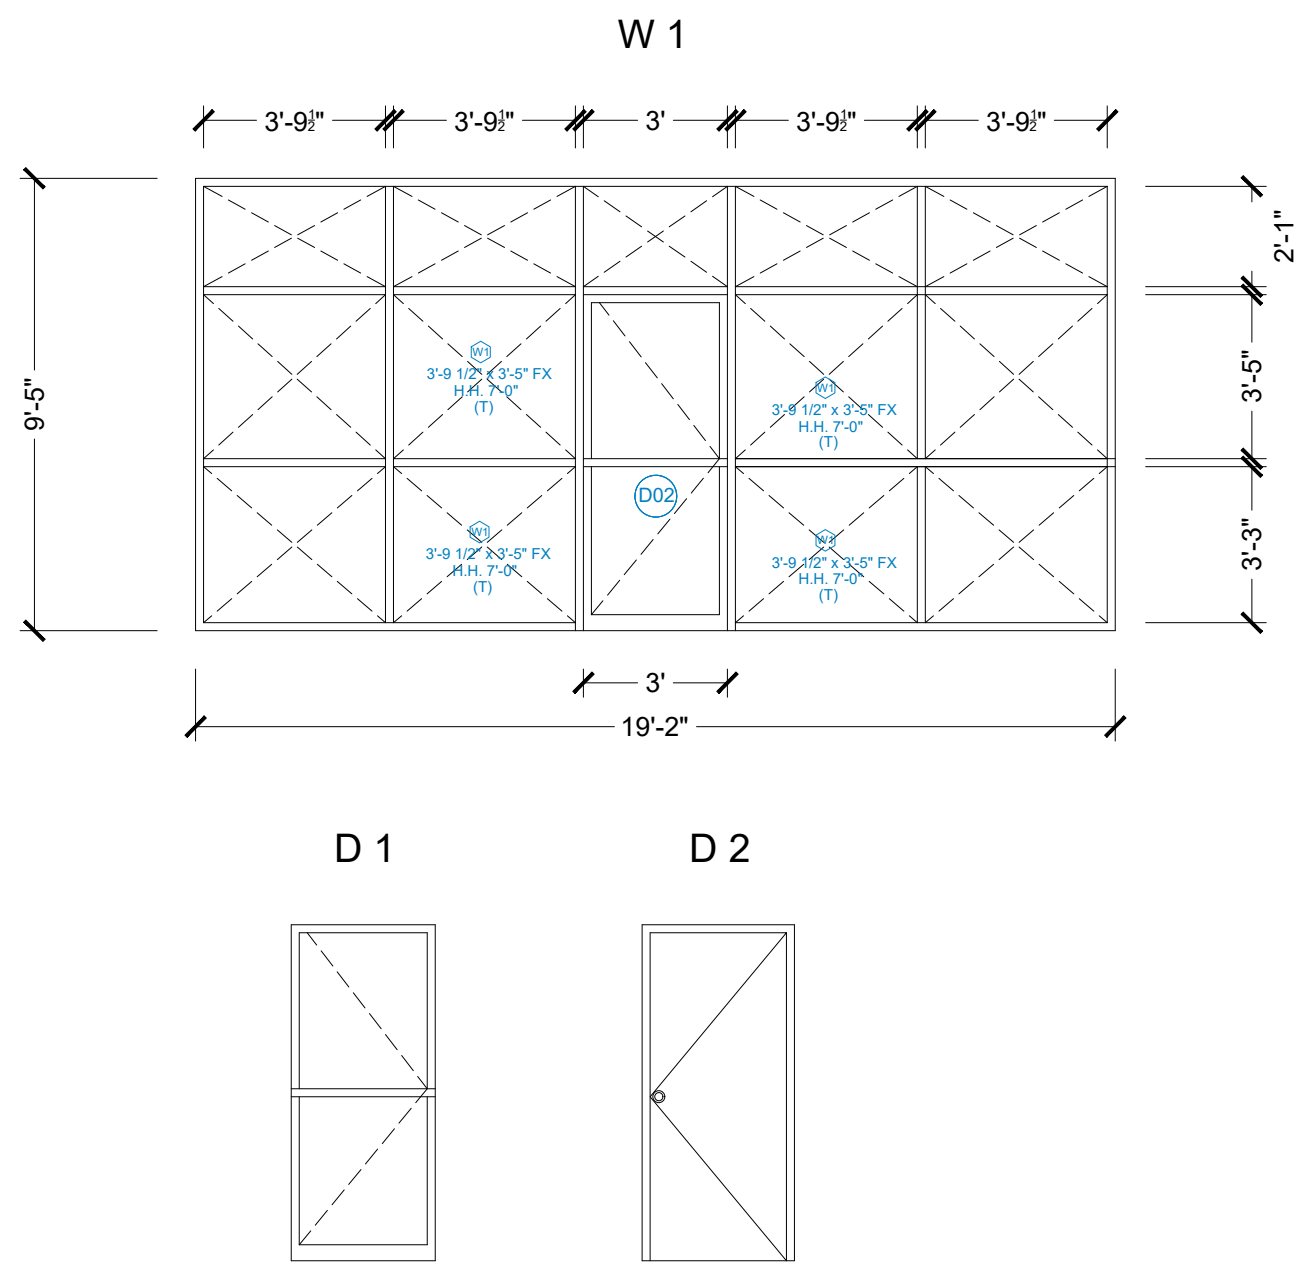 W 1
3'-9½" 3'-9½" 3' 3'-9½" 3'-9½"
2'-1"
9'-5"
3'-5"
3'-3"
W1
3'-9 1/2" x 3'-5" FX
H.H. 7'-0"
(T)
W1
3'-9 1/2" x 3'-5" FX
H.H. 7'-0"
(T)
D02
W1
3'-9 1/2" x 3'-5" FX
H.H. 7'-0"
(T)
W1
3'-9 1/2" x 3'-5" FX
H.H. 7'-0"
(T)
3'
19'-2"
D 1 D 2